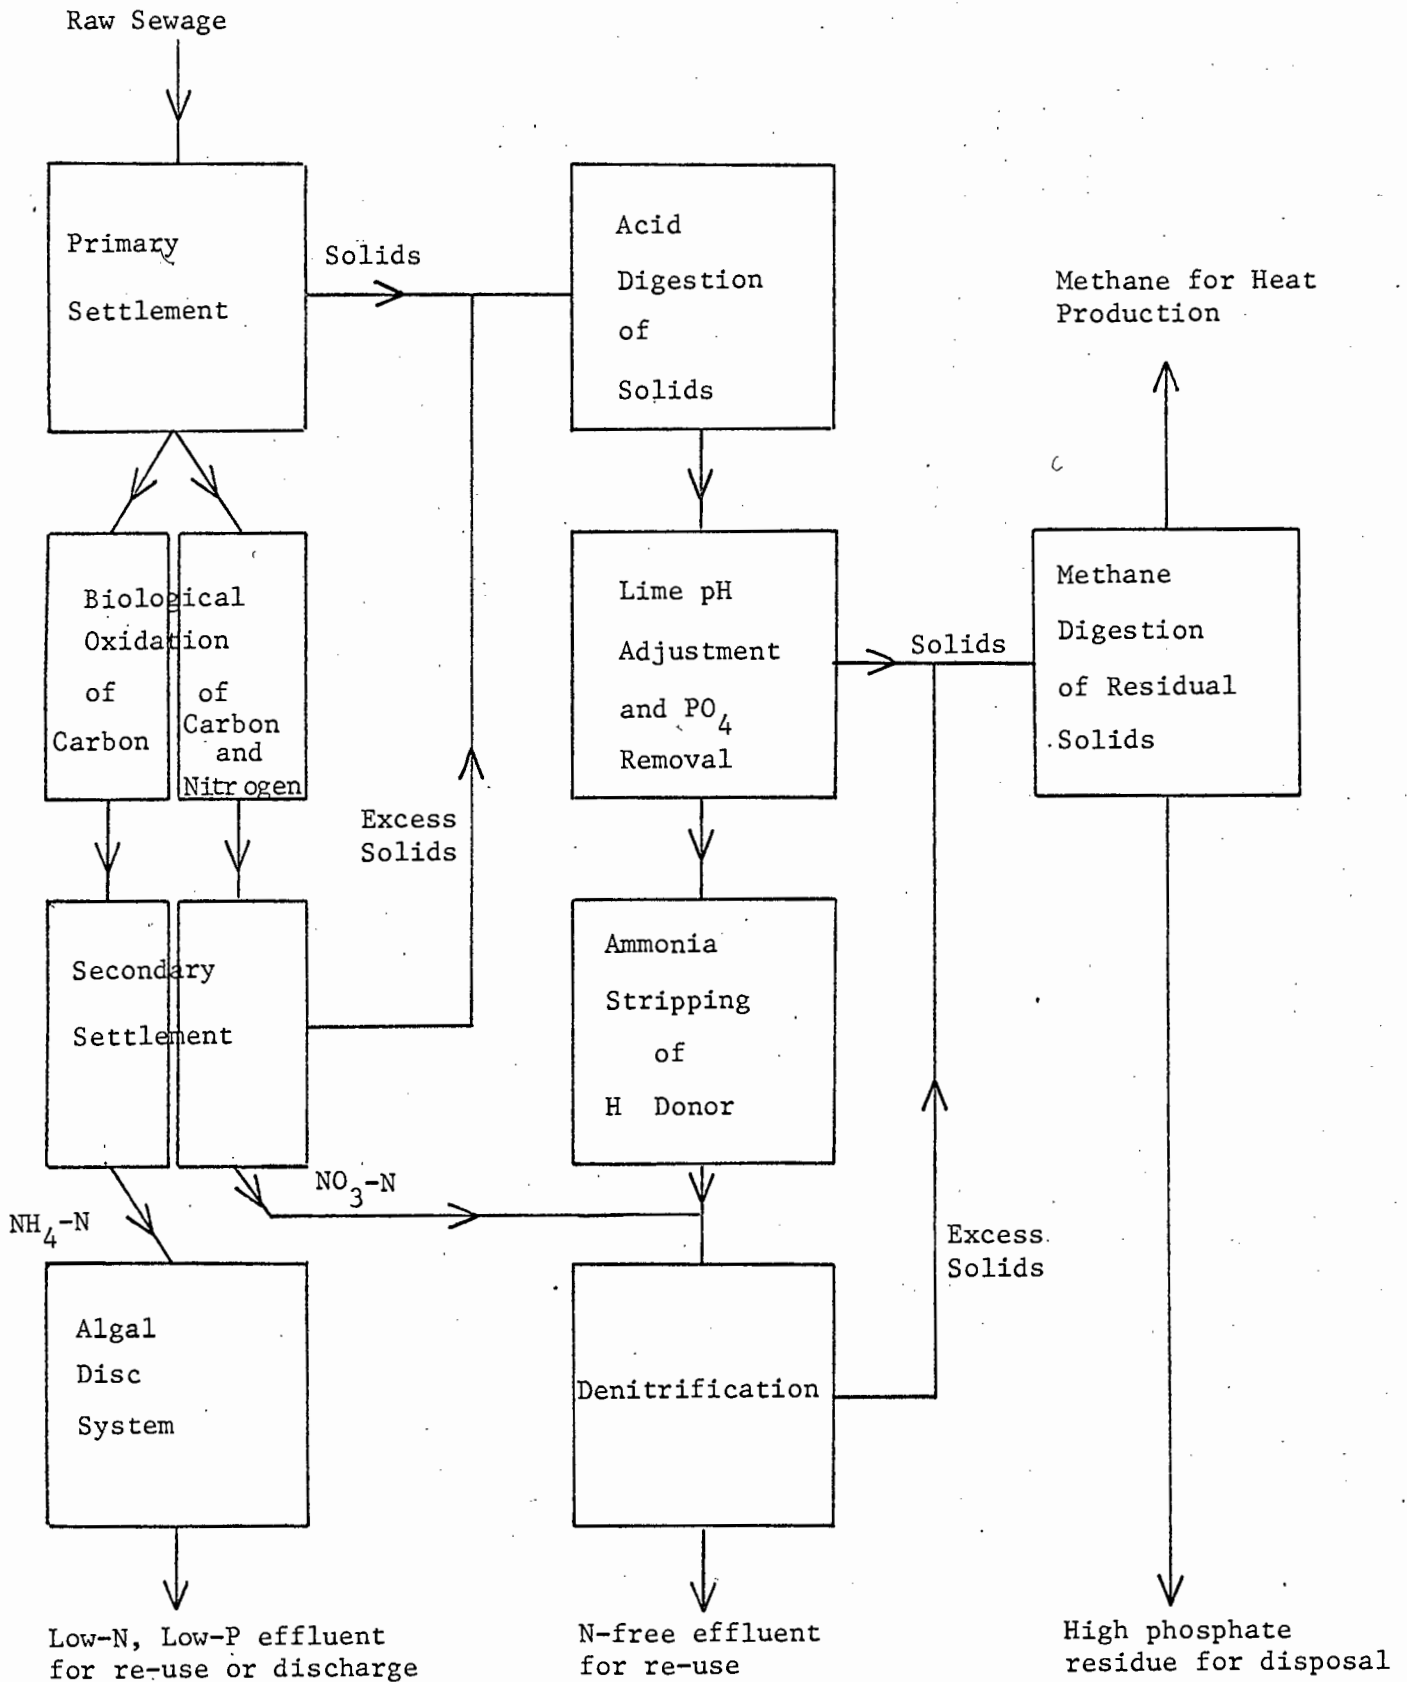 Raw Sewage
Primary
Settlement
Solids
Acid
Digestion
of
Solids
Methane for Heat
Production
Biological
Oxidation
of
Carbon
of
Carbon
and
Nitrogen
Excess
Solids
Lime pH
Adjustment
and PO4
Removal
Solids
Methane
Digestion
of Residual
Solids
Secondary
Settlement
Ammonia
Stripping
of
H Donor
NH4-N
NO3-N
Excess
Solids
Algal
Disc
System
Denitrification
Low-N, Low-P effluent
for re-use or discharge
N-free effluent
for re-use
High phosphate
residue for disposal